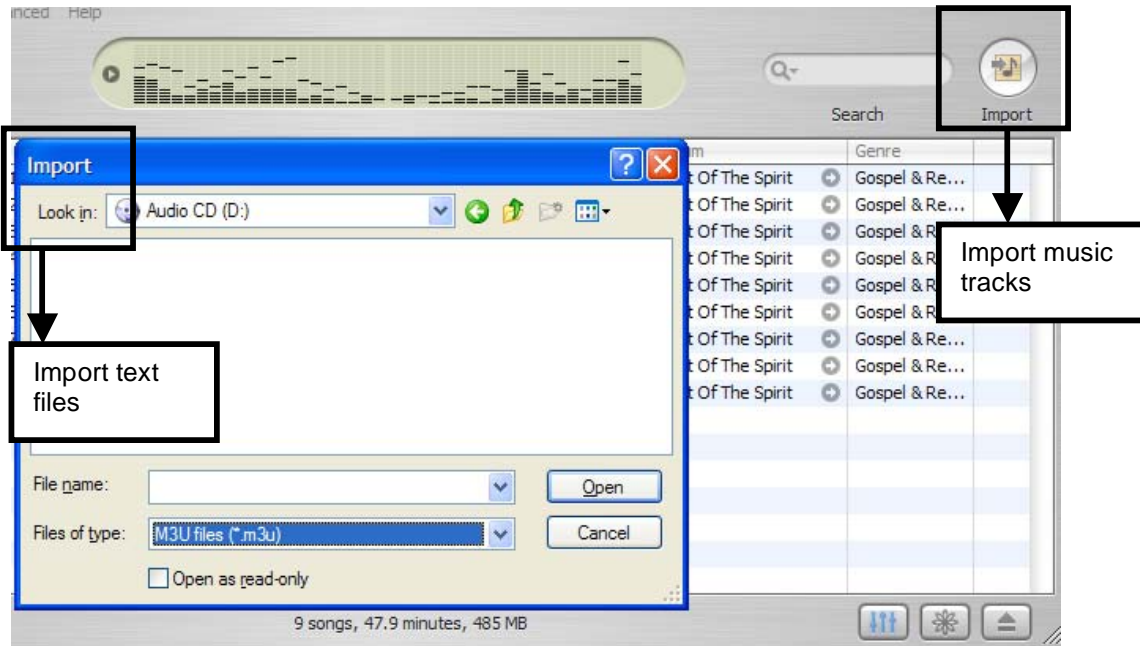 Help
Search
Import
Import
Genre
Look in: Audio CD (D:)
t Of The Spirit Gospel & Re...
t Of The Spirit Gospel & Re...
t Of The Spirit Gospel & Re...
t Of The Spirit Gospel & R
t Of The Spirit Gospel & R
t Of The Spirit Gospel & R
t Of The Spirit Gospel & Re...
t Of The Spirit Gospel & Re...
t Of The Spirit Gospel & Re...
Import music
tracks
Import text
files
File name:
Open
Files of type: M3U files (*.m3u)
Cancel
Open as read-only
9 songs, 47.9 minutes, 485 MB